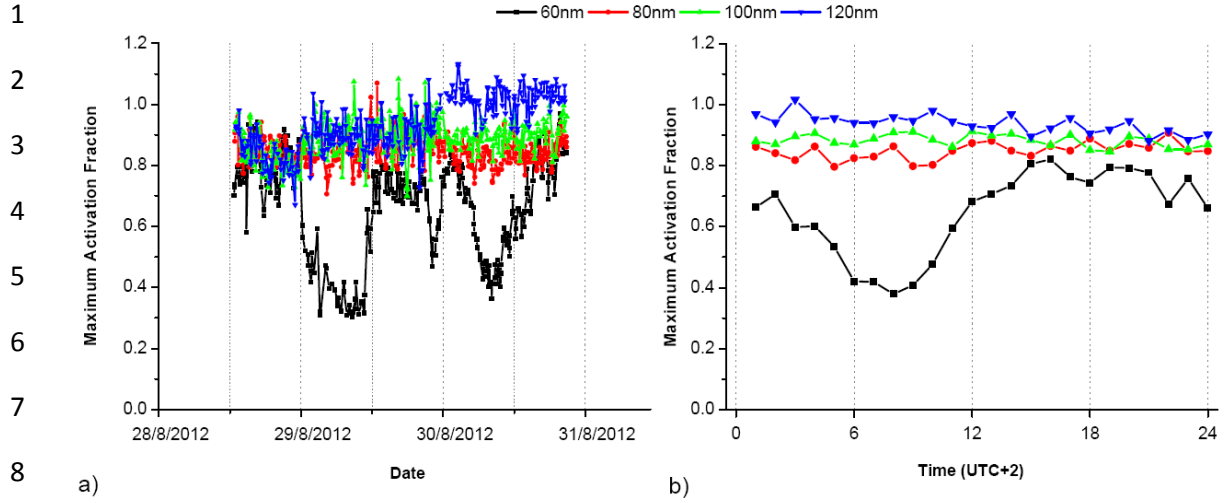 1
60nm 80nm 100nm 120nm
2
3
4
5
6
7
8
Maximum Activation Fraction
1.2
1.0
0.8
0.6
0.4
0.2
0.0
28/8/2012 29/8/2012 30/8/2012 31/8/2012
Date
a)
Maximum Activation Fraction
1.2
1.0
0.8
0.6
0.4
0.2
0.0
0 6 12 18 24
Time (UTC+2)
b)